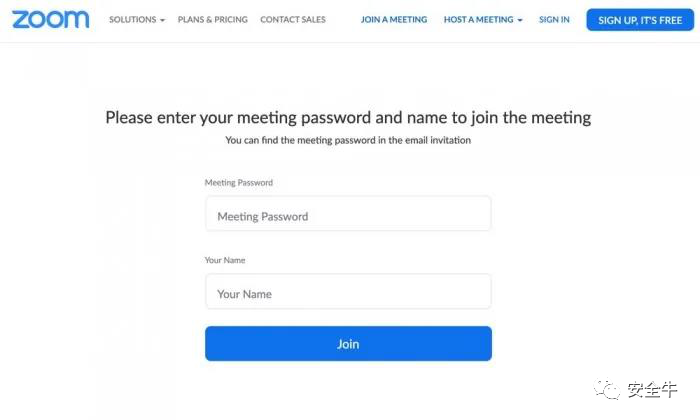 zoom SOLUTIONS PLANS & PRICING CONTACT SALES JOIN A MEETING HOST A MEETING SIGN IN SIGN UP, IT'S FREE
Please enter your meeting password and name to join the meeting
You can find the meeting password in the email invitation
Meeting Password
Meeting Password
Your Name
Your Name
Join
安全牛